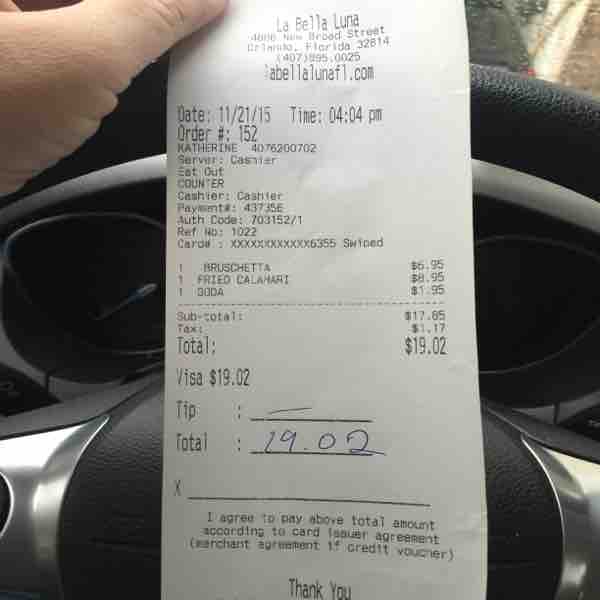 La Bella Luna
4886 New Broad Street
Orlando, Florida 32814
(407)895.0025
labellalunafl.com
Date: 11/21/15 Time: 04:04 pm
Order #: 152
KATHERINE 4076200702
Server: Cashier
Eat Out
COUNTER
Cashier: Cashier
Payment#: 43735E
Auth Code: 703152/1
Ref No: 1022
Card# : XXXXXXXXXXXX6355 Swiped
1 BRUSCHETTA $6.95
1 FRIED CALAMARI $8.95
1 SODA $1.95
Sub-total: $17.85
Tax: $1.17
Total: $19.02
Visa $19.02
Tip : —
Total : 19.02
X
I agree to pay above total amount
according to card issuer agreement
(merchant agreement if credit voucher)
Thank You